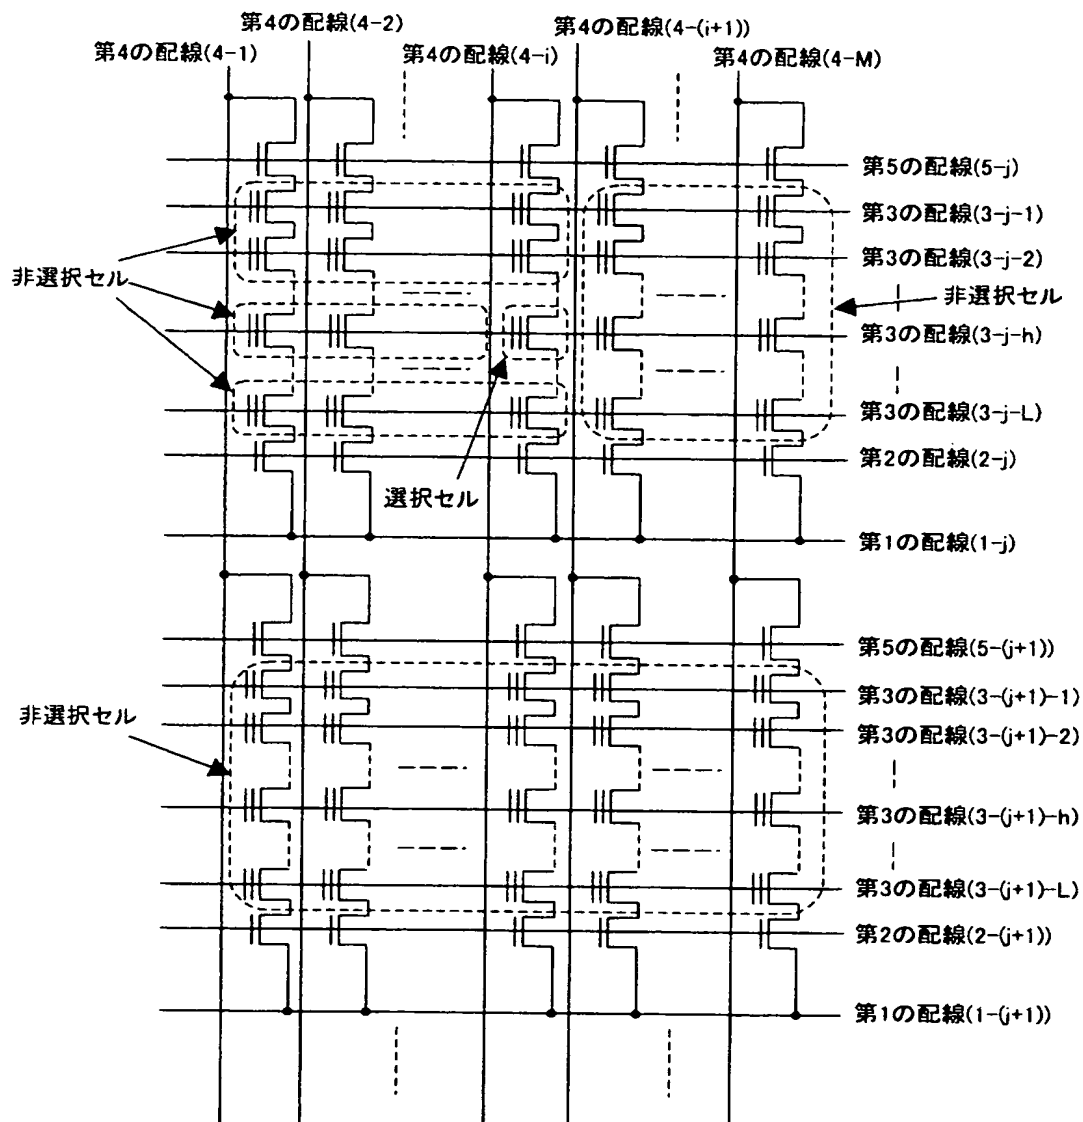 第4の配線(4-2)
第4の配線(4-(i+1))
第4の配線(4-1)
第4の配線(4-i)
第4の配線(4-M)
第5の配線(5-j)
第3の配線(3-j-1)
第3の配線(3-j-2)
非選択セル
非選択セル
第3の配線(3-j-h)
第3の配線(3-j-L)
第2の配線(2-j)
選択セル
第1の配線(1-j)
第5の配線(5-(j+1))
第3の配線(3-(j+1)-1)
非選択セル
第3の配線(3-(j+1)-2)
第3の配線(3-(j+1)-h)
第3の配線(3-(j+1)-L)
第2の配線(2-(j+1))
第1の配線(1-(j+1))